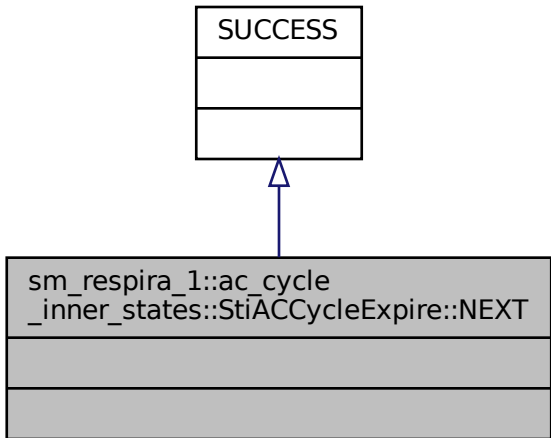 SUCCESS
sm_respira_1::ac_cycle
_inner_states::StiACCycleExpire::NEXT